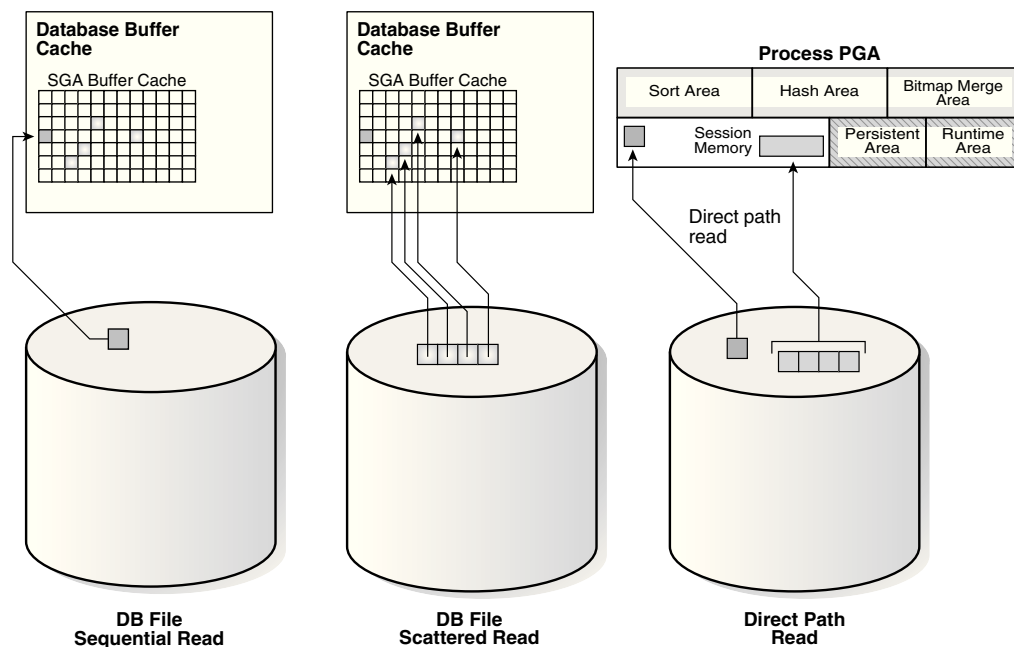 Database Buffer
Cache
SGA Buffer Cache
Database Buffer
Cache
SGA Buffer Cache
Process PGA
Sort Area
Hash Area
Bitmap Merge
Area
Session
Memory
Persistent
Area
Runtime
Area
Direct path
read
DB File
Sequential Read
DB File
Scattered Read
Direct Path
Read